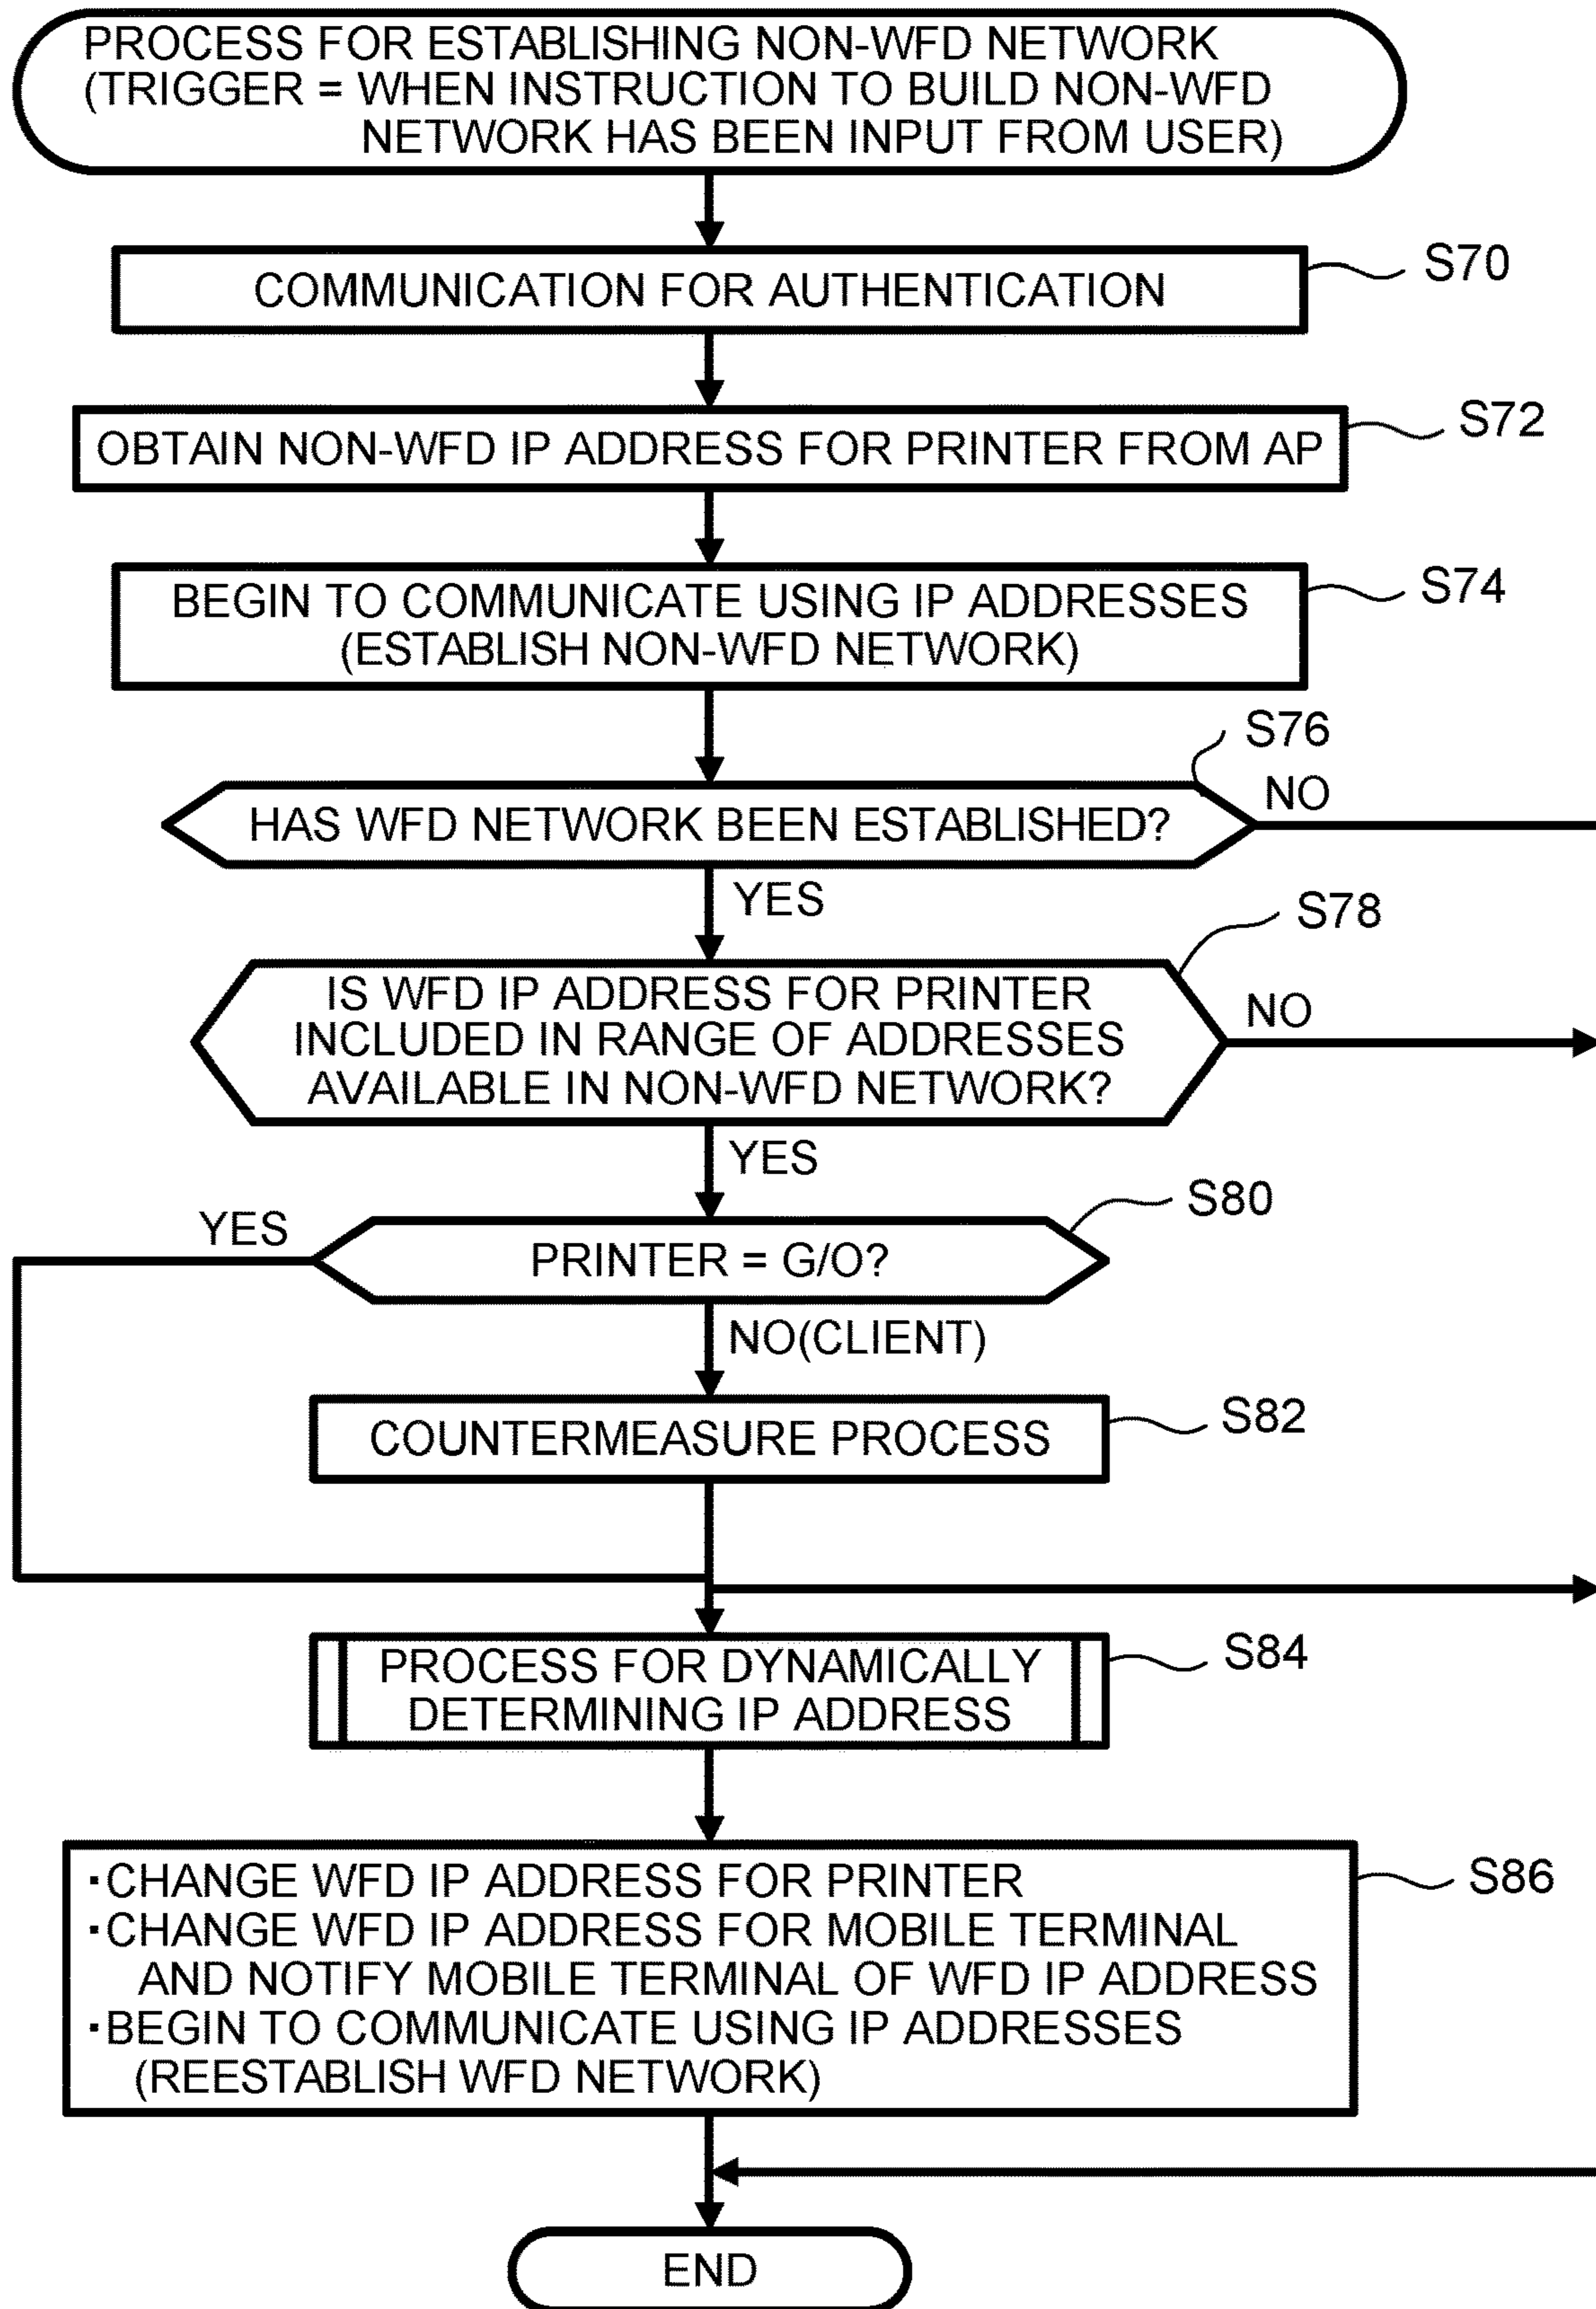 PROCESS FOR ESTABLISHING NON-WFD NETWORK
(TRIGGER = WHEN INSTRUCTION TO BUILD NON-WFD
NETWORK HAS BEEN INPUT FROM USER)
S70
COMMUNICATION FOR AUTHENTICATION
S72
OBTAIN NON-WFD IP ADDRESS FOR PRINTER FROM AP
S74
BEGIN TO COMMUNICATE USING IP ADDRESSES
(ESTABLISH NON-WFD NETWORK)
S76
NO
HAS WFD NETWORK BEEN ESTABLISHED?
YES
S78
IS WFD IP ADDRESS FOR PRINTER
INCLUDED IN RANGE OF ADDRESSES
AVAILABLE IN NON-WFD NETWORK?
NO
YES
S80
YES
PRINTER = G/O?
NO(CLIENT)
S82
COUNTERMEASURE PROCESS
S84
PROCESS FOR DYNAMICALLY
DETERMINING IP ADDRESS
S86
・CHANGE WFD IP ADDRESS FOR PRINTER
・CHANGE WFD IP ADDRESS FOR MOBILE TERMINAL
AND NOTIFY MOBILE TERMINAL OF WFD IP ADDRESS
・BEGIN TO COMMUNICATE USING IP ADDRESSES
(REESTABLISH WFD NETWORK)
END